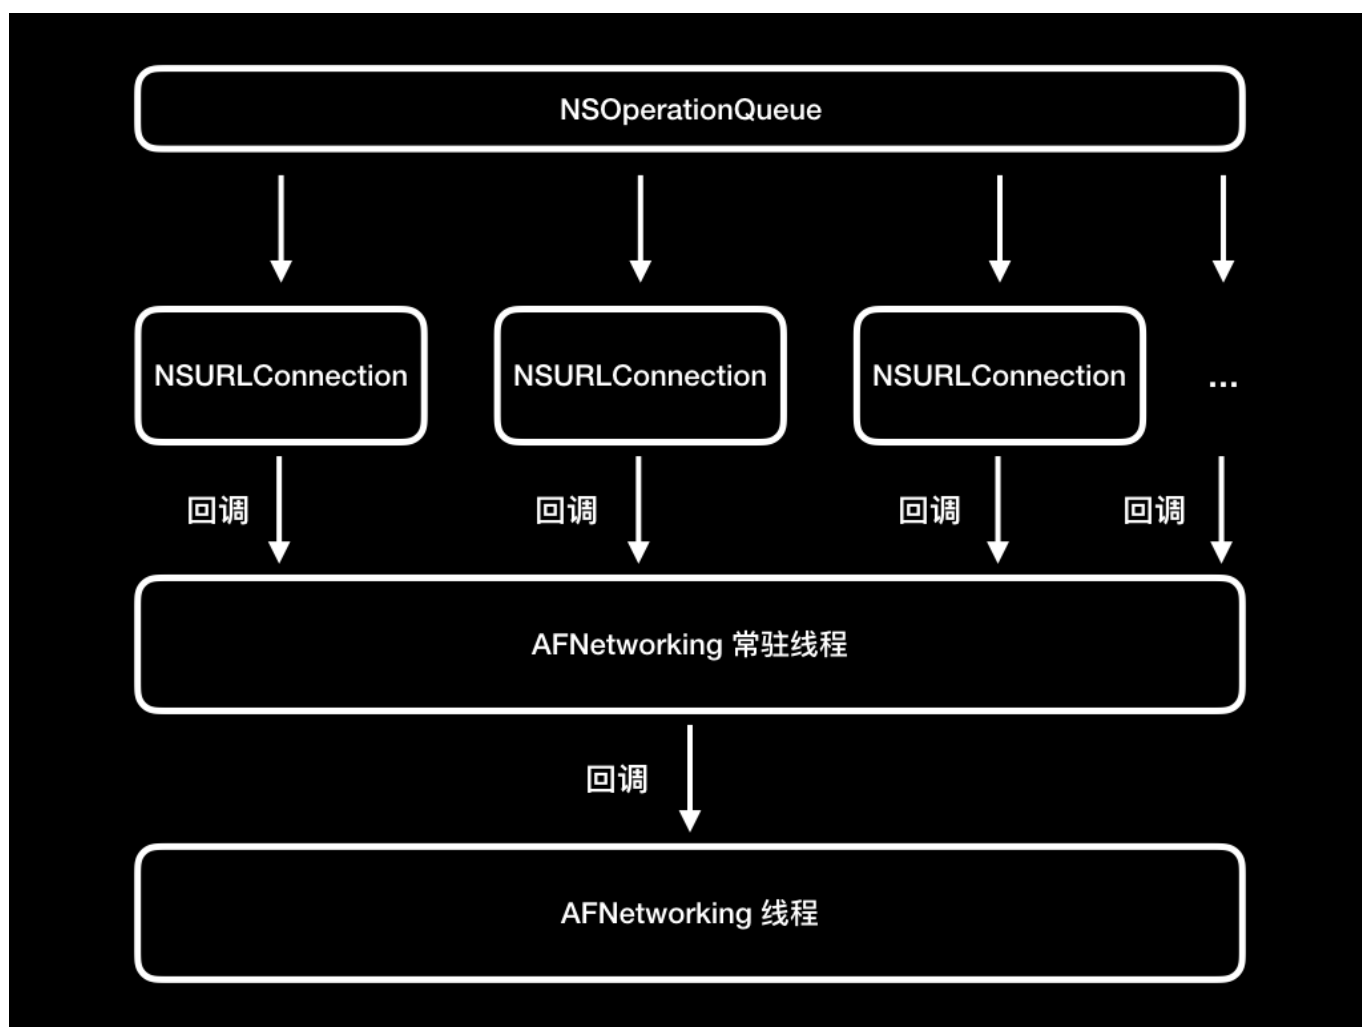 NSOperationQueue
NSURLConnection
NSURLConnection
NSURLConnection
...
回调
回调
回调
回调
AFNetworking 常驻线程
回调
AFNetworking 线程